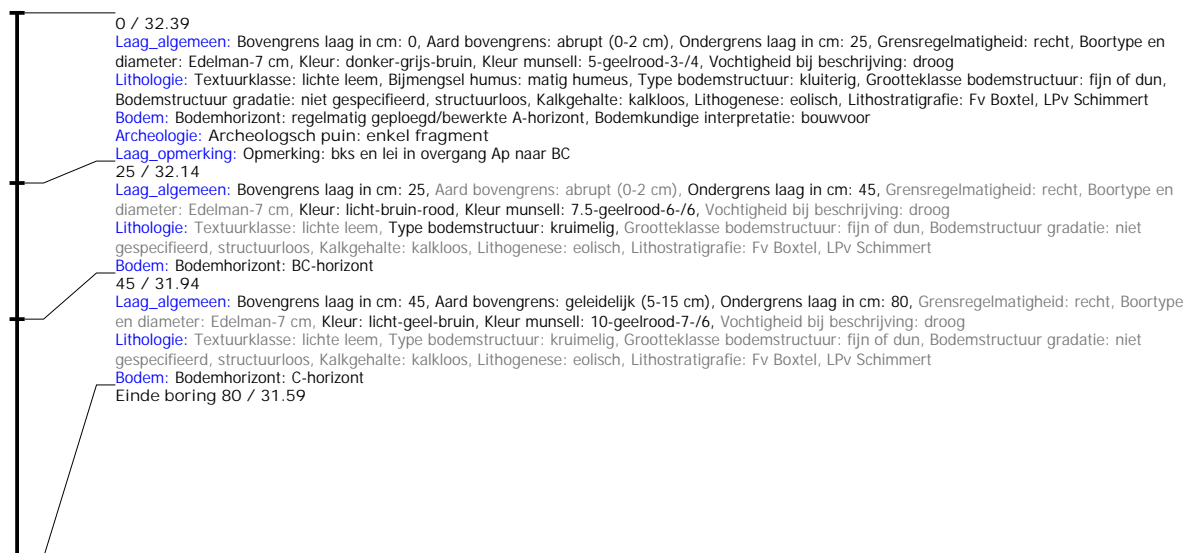 0 / 32.39
Laag_algemeen: Bovengrens laag in cm: 0, Aard bovengrens: abrupt (0-2 cm), Ondergrens laag in cm: 25, Grensregelmatigheid: recht, Boortype en
diameter: Edelman-7 cm, Kleur: donker-grijs-bruin, Kleur munsell: 5-geelrood-3-/4, Vochtigheid bij beschrijving: droog
Lithologie: Textuurklasse: lichte leem, Bijmengsel humus: matig humeus, Type bodemstructuur: kluiterig, Grootteklasse bodemstructuur: fijn of dun,
Bodemstructuur gradatie: niet gespecifieerd, structuurloos, Kalkgehalte: kalkloos, Lithogenese: eolisch, Lithostratigrafie: Fv Boxtel, LPv Schimmert
Bodem: Bodemhorizont: regelmatig geploegd/bewerkte A-horizont, Bodemkundige interpretatie: bouwvoor
Archeologie: Archeologsch puin: enkel fragment
Laag_opmerking: Opmerking: bks en lei in overgang Ap naar BC
25 / 32.14
Laag_algemeen: Bovengrens laag in cm: 25, Aard bovengrens: abrupt (0-2 cm), Ondergrens laag in cm: 45, Grensregelmatigheid: recht, Boortype en
diameter: Edelman-7 cm, Kleur: licht-bruin-rood, Kleur munsell: 7.5-geelrood-6-/6, Vochtigheid bij beschrijving: droog
Lithologie: Textuurklasse: lichte leem, Type bodemstructuur: kruimelig, Grootteklasse bodemstructuur: fijn of dun, Bodemstructuur gradatie: niet
gespecifieerd, structuurloos, Kalkgehalte: kalkloos, Lithogenese: eolisch, Lithostratigrafie: Fv Boxtel, LPv Schimmert
Bodem: Bodemhorizont: BC-horizont
45 / 31.94
Laag_algemeen: Bovengrens laag in cm: 45, Aard bovengrens: geleidelijk (5-15 cm), Ondergrens laag in cm: 80, Grensregelmatigheid: recht, Boortype
en diameter: Edelman-7 cm, Kleur: licht-geel-bruin, Kleur munsell: 10-geelrood-7-/6, Vochtigheid bij beschrijving: droog
Lithologie: Textuurklasse: lichte leem, Type bodemstructuur: kruimelig, Grootteklasse bodemstructuur: fijn of dun, Bodemstructuur gradatie: niet
gespecifieerd, structuurloos, Kalkgehalte: kalkloos, Lithogenese: eolisch, Lithostratigrafie: Fv Boxtel, LPv Schimmert
Bodem: Bodemhorizont: C-horizont
Einde boring 80 / 31.59